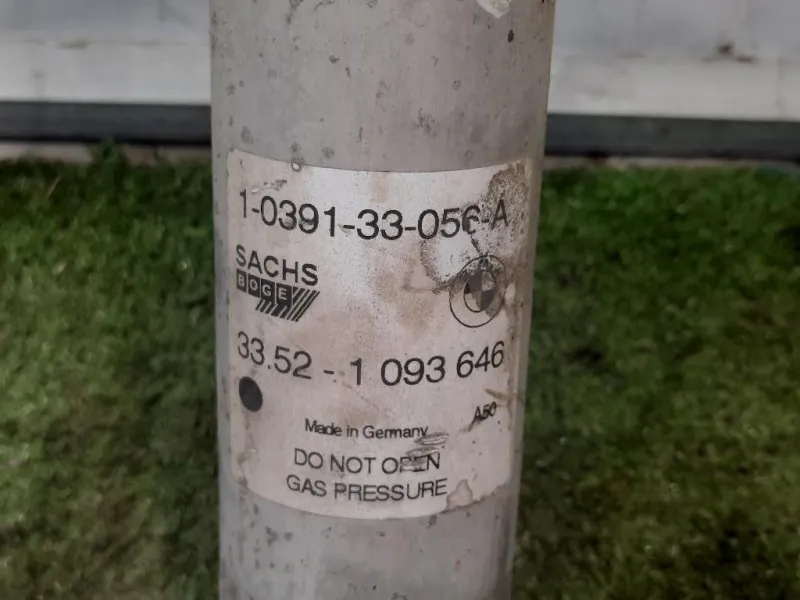 1-0391-33-056-A
SACHS
BOGE
33.52 - 1 093 646
A50
Made in Germany
DO NOT OPEN
GAS PRESSURE